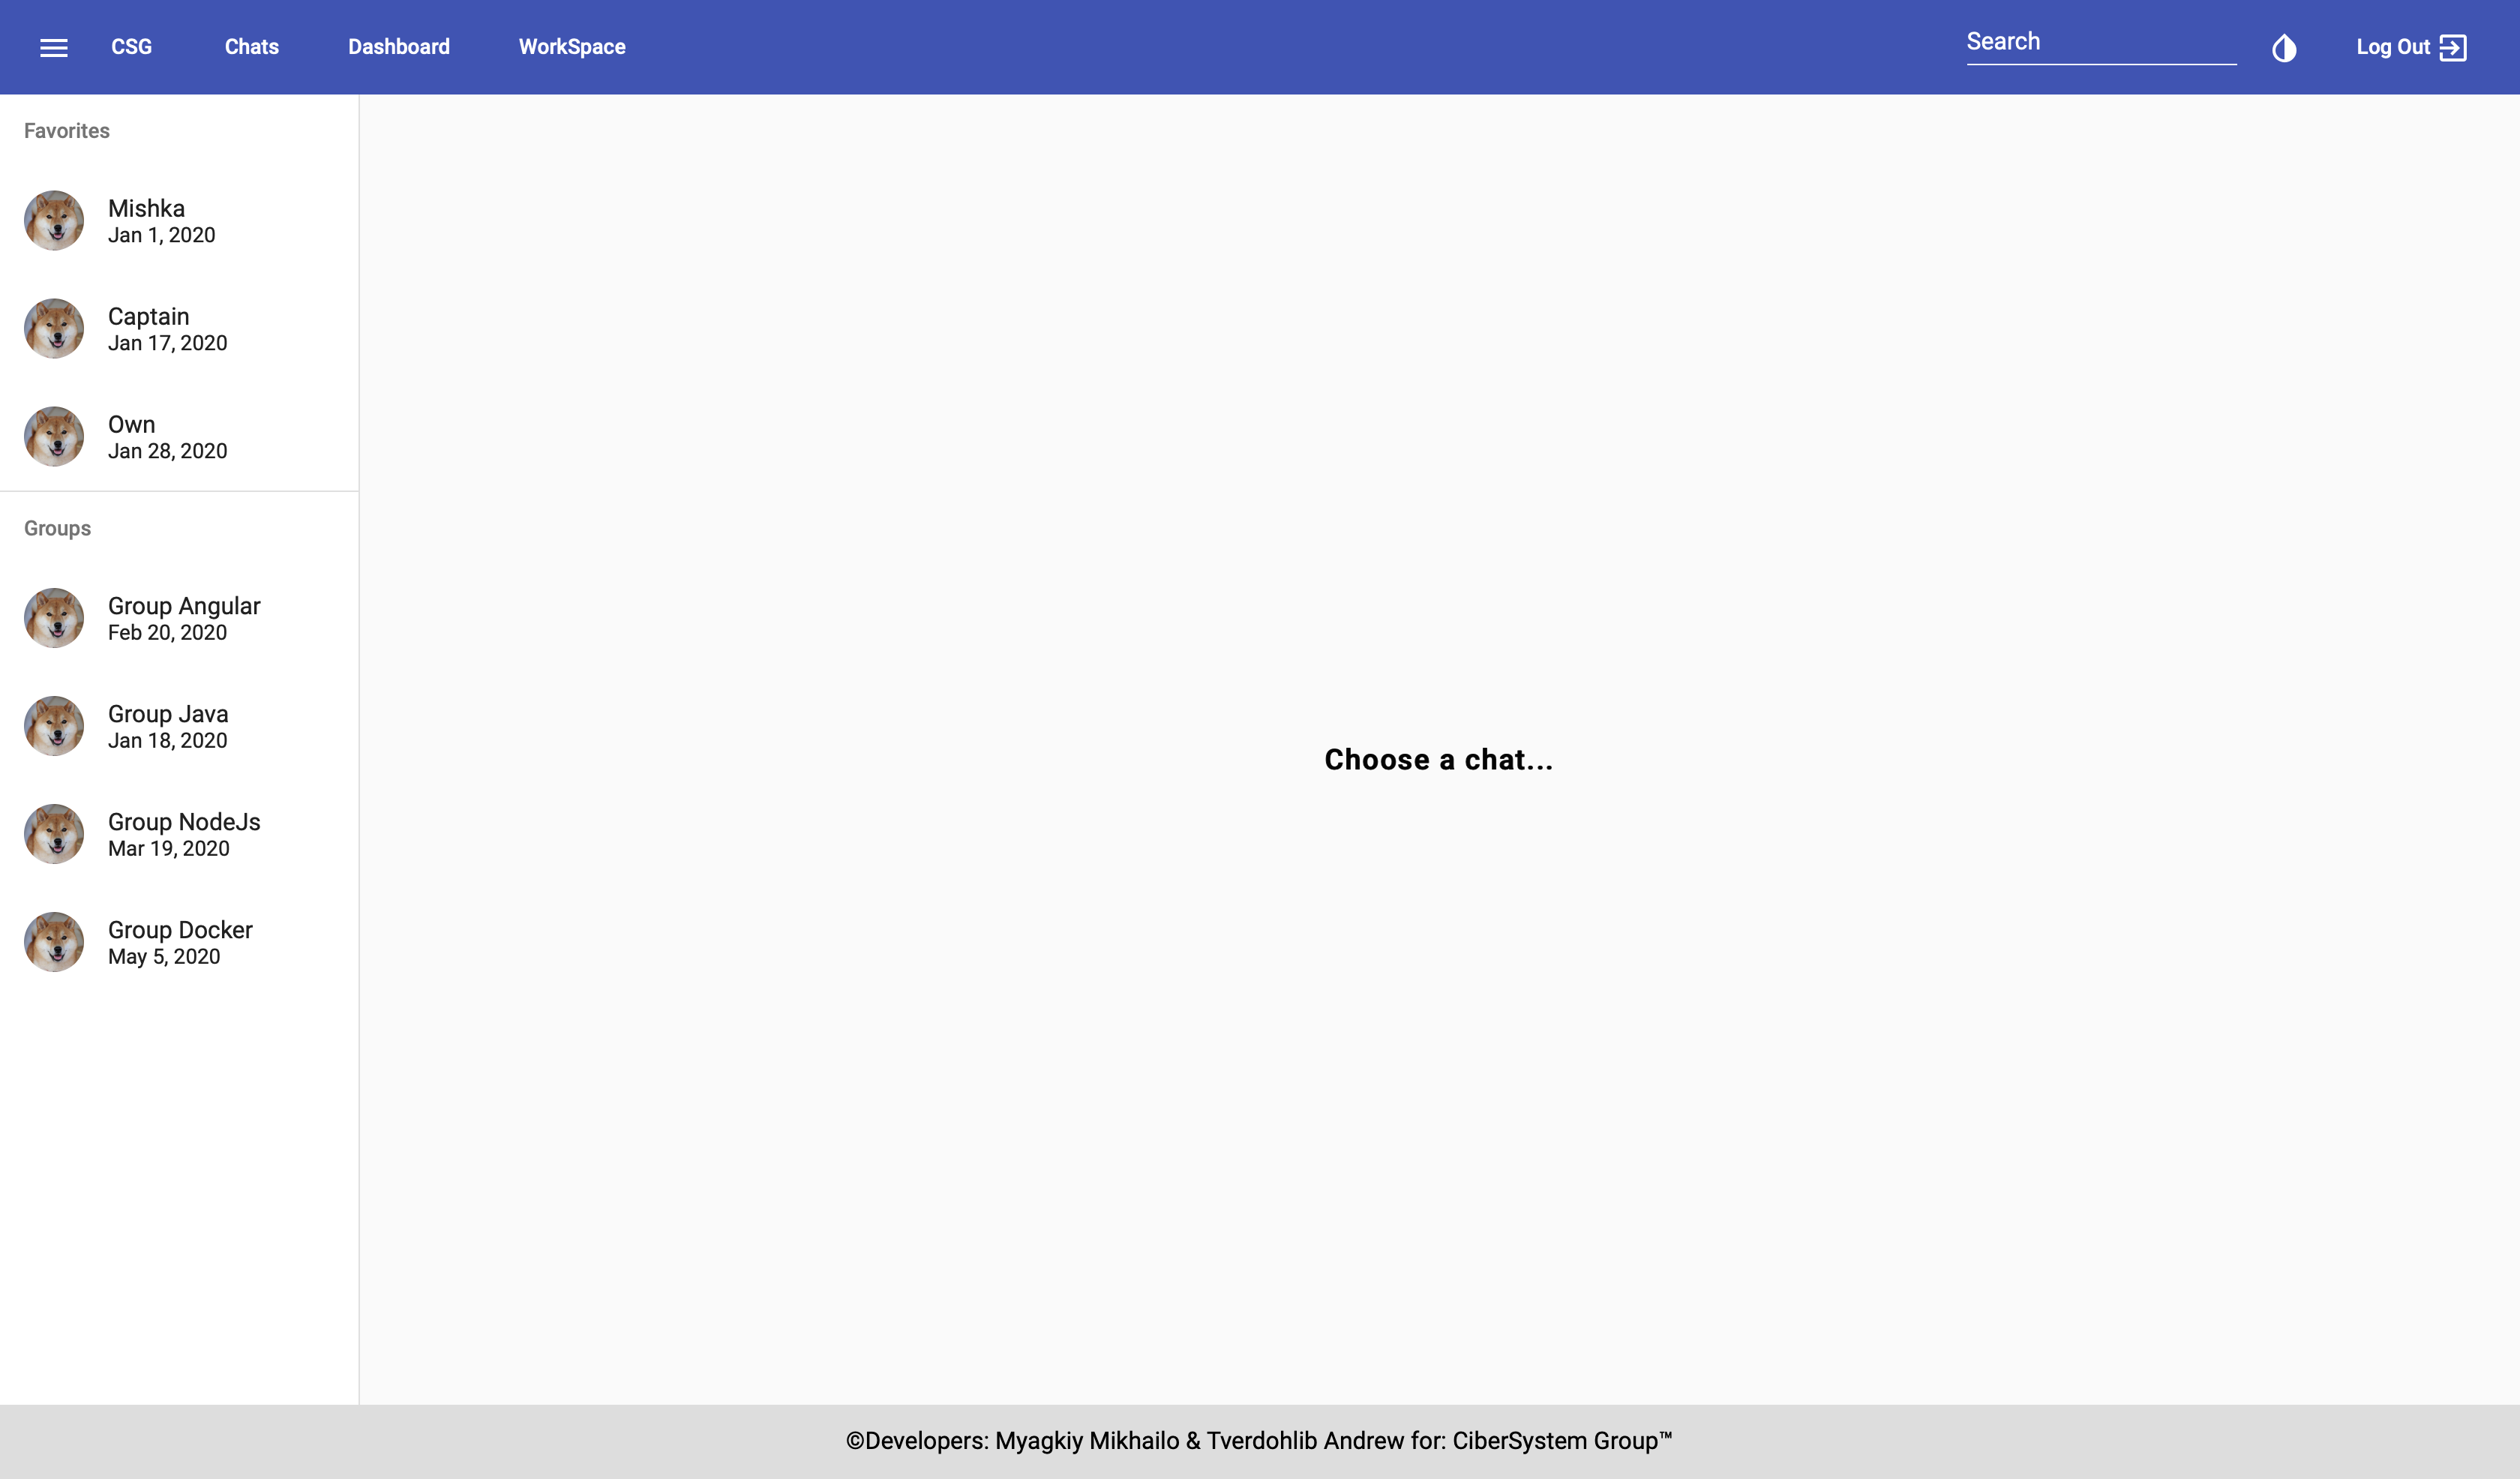 CSG Chats Dashboard WorkSpace Search Log Out
Favorites
Mishka
Jan 1, 2020
Captain
Jan 17, 2020
Own
Jan 28, 2020
Groups
Group Angular
Feb 20, 2020
Group Java
Jan 18, 2020
Group NodeJs
Mar 19, 2020
Group Docker
May 5, 2020
Choose a chat...
©Developers: Myagkiy Mikhailo & Tverdohlib Andrew for: CiberSystem Group™